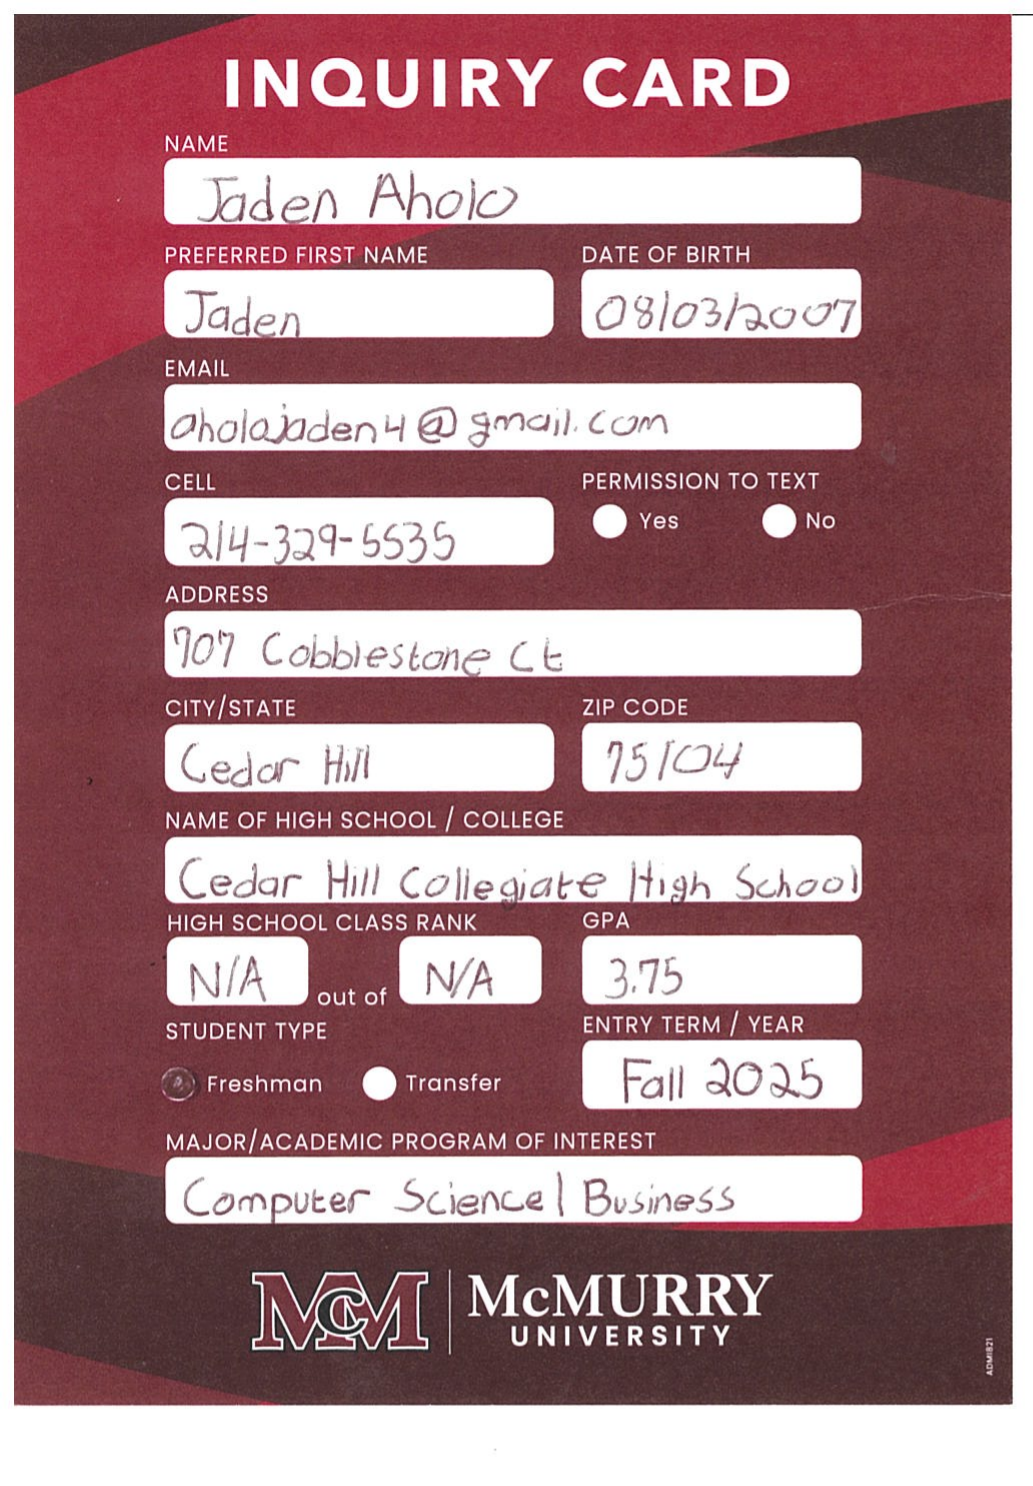 INQUIRY CARD
NAME
Jaden Aholo
PREFERRED FIRST NAME DATE OF BIRTH
Jaden 08/03/2007
EMAIL
aholojaden4@gmail.com
CELL PERMISSION TO TEXT
214-329-5535 Yes No
ADDRESS
707 Cobblestone Ct
CITY/STATE ZIP CODE
Cedar Hill 75104
NAME OF HIGH SCHOOL / COLLEGE
Cedar Hill Collegiate High School
HIGH SCHOOL CLASS RANK GPA
N/A out of N/A 3.75
STUDENT TYPE ENTRY TERM / YEAR
Freshman Transfer Fall 2025
MAJOR/ACADEMIC PROGRAM OF INTEREST
Computer Science | Business
MCM McMURRY
UNIVERSITY
ADM1821